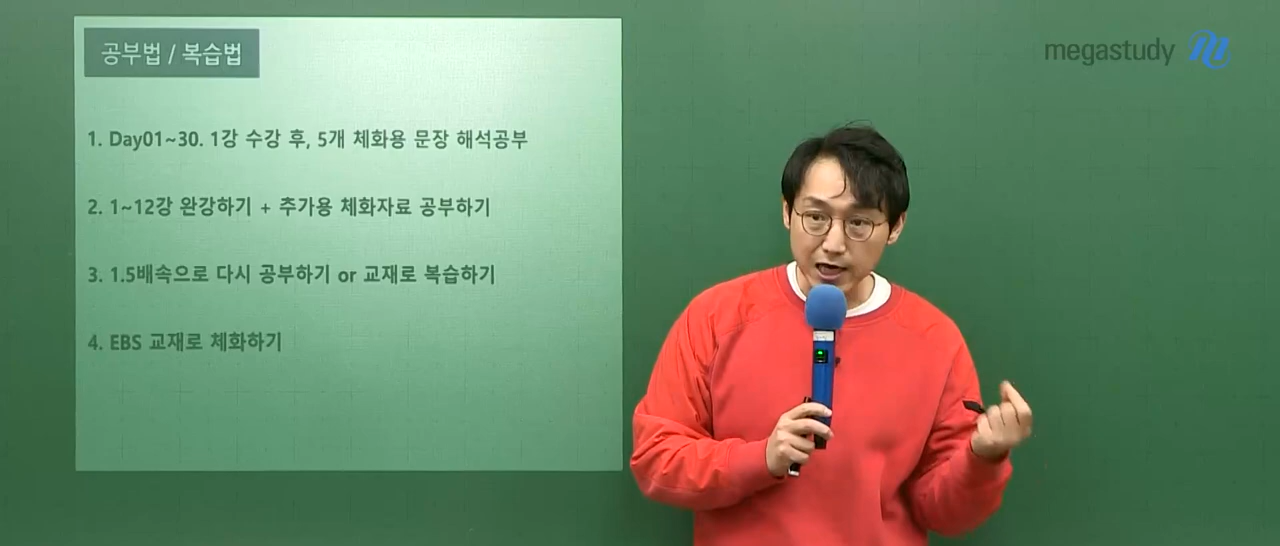 공부법 / 복습법
megastudy
1. Day01~30. 1강 수강 후, 5개 체화용 문장 해석공부
2. 1~12강 완강하기 + 추가용 체화자료 공부하기
3. 1.5배속으로 다시 공부하기 or 교재로 복습하기
4. EBS 교재로 체화하기